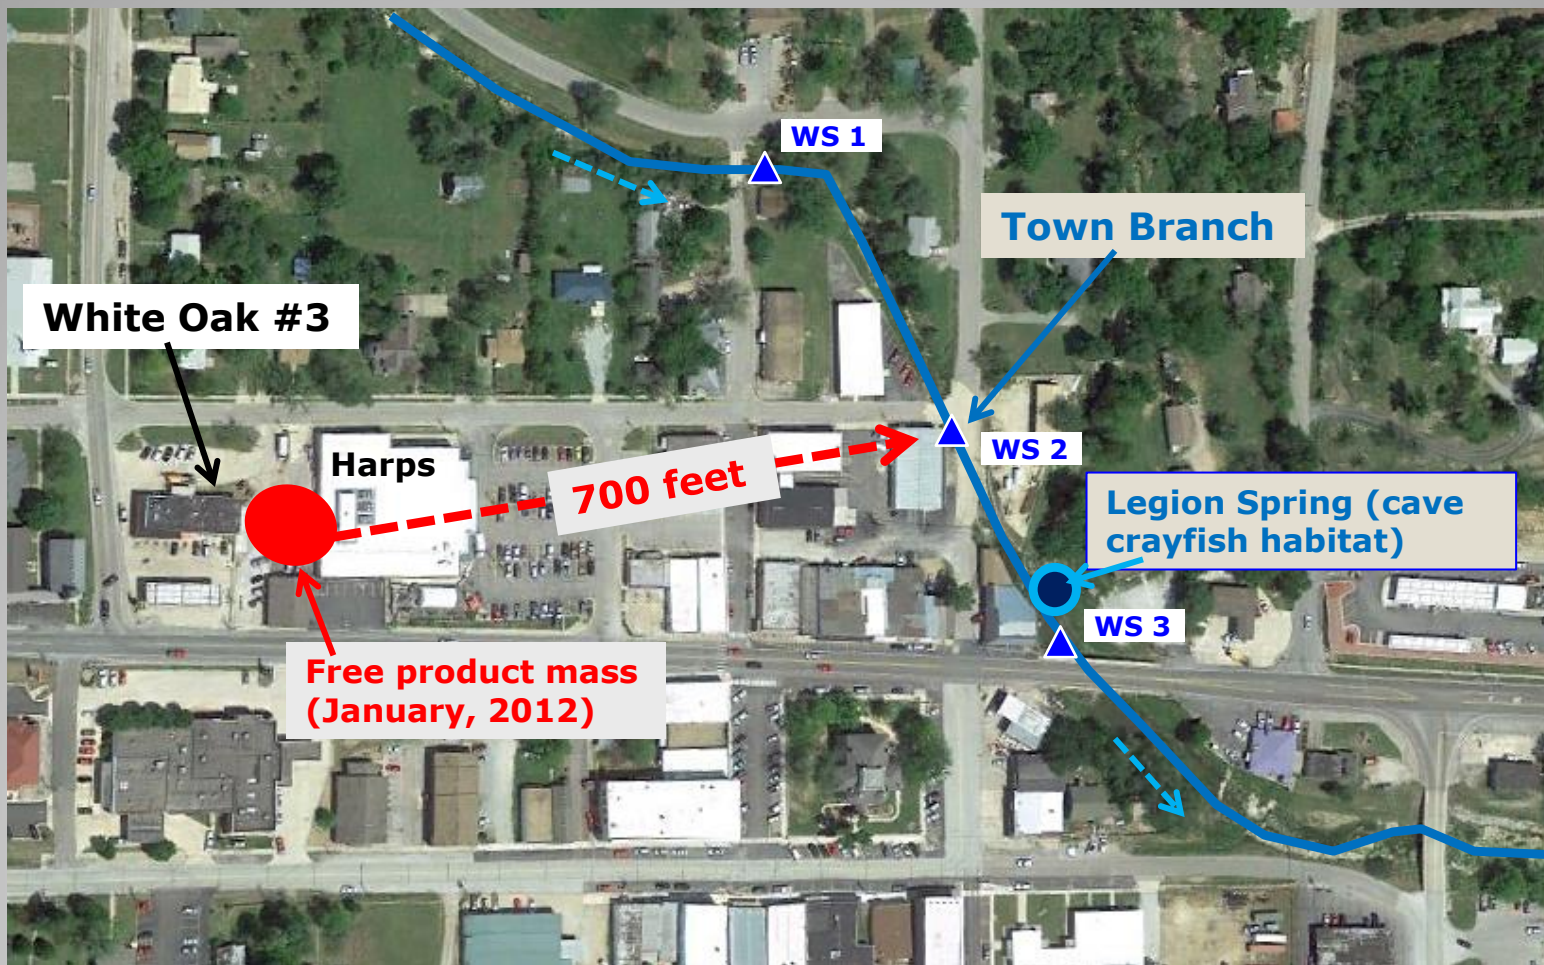 WS 1
Town Branch
White Oak #3
Harps
700 feet
WS 2
Legion Spring (cave
crayfish habitat)
WS 3
Free product mass
(January, 2012)